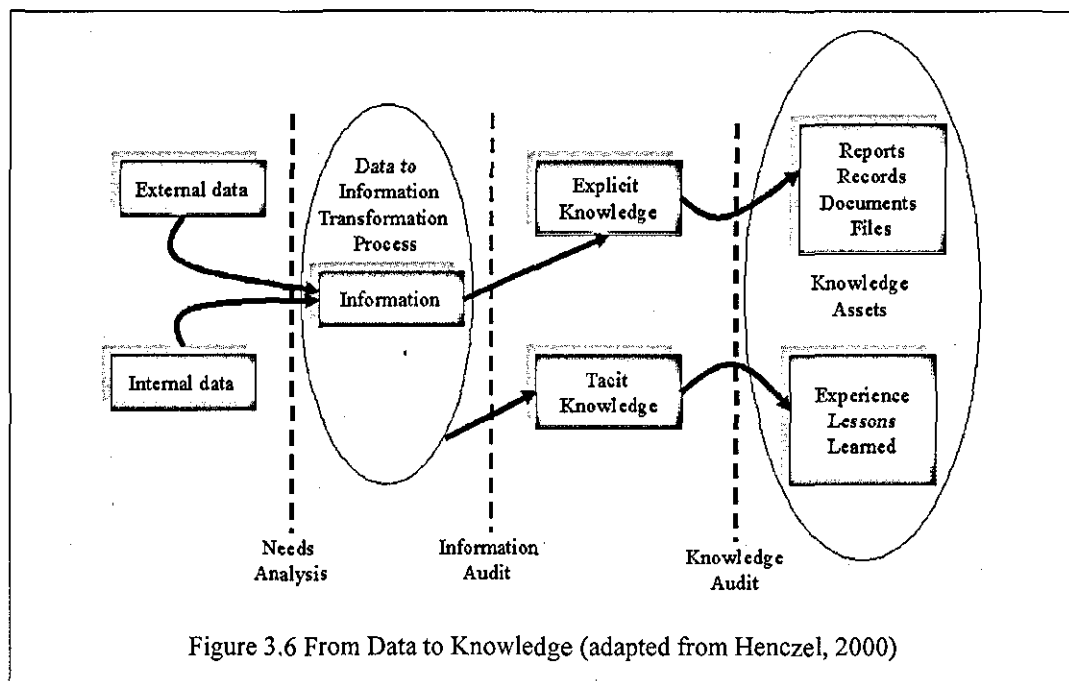 External data
Internal data
Data to
Information
Transformation
Process
Information
Explicit
Knowledge
Tacit
Knowledge
Reports
Records
Documents
Files
Knowledge
Assets
Experience
Lessons
Learned
Needs
Analysis
Information
Audit
Knowledge
Audit
Figure 3.6 From Data to Knowledge (adapted from Henczel, 2000)